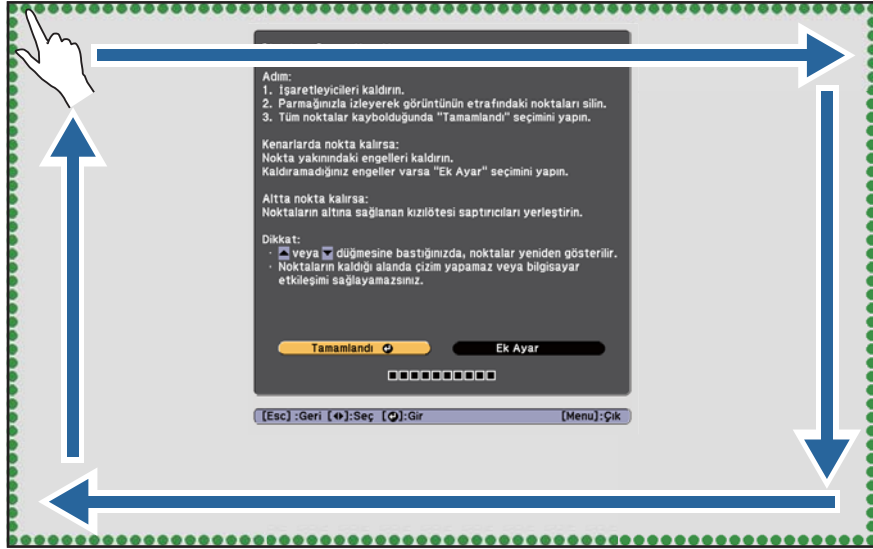 Adım:
1. İşaretleyicileri kaldırın.
2. Parmağınızla izleyerek görüntünün etrafındaki noktaları silin.
3. Tüm noktalar kaybolduğunda "Tamamlandı" seçimini yapın.
Kenarlarda nokta kalırsa:
Nokta yakınındaki engelleri kaldırın.
Kaldıramadığınız engeller varsa "Ek Ayar" seçimini yapın.
Altta nokta kalırsa:
Noktaların altına sağlanan kızılötesi saptırıcıları yerleştirin.
Dikkat:
· ▲ veya ▼ düğmesine bastığınızda, noktalar yeniden gösterilir.
· Noktaların kaldığı alanda çizim yapamaz veya bilgisayar
etkileşimi sağlayamazsınız.
Tamamlandı Ek Ayar
[Esc] :Geri [◀▶]:Seç [↵]:Gir [Menu]:Çık